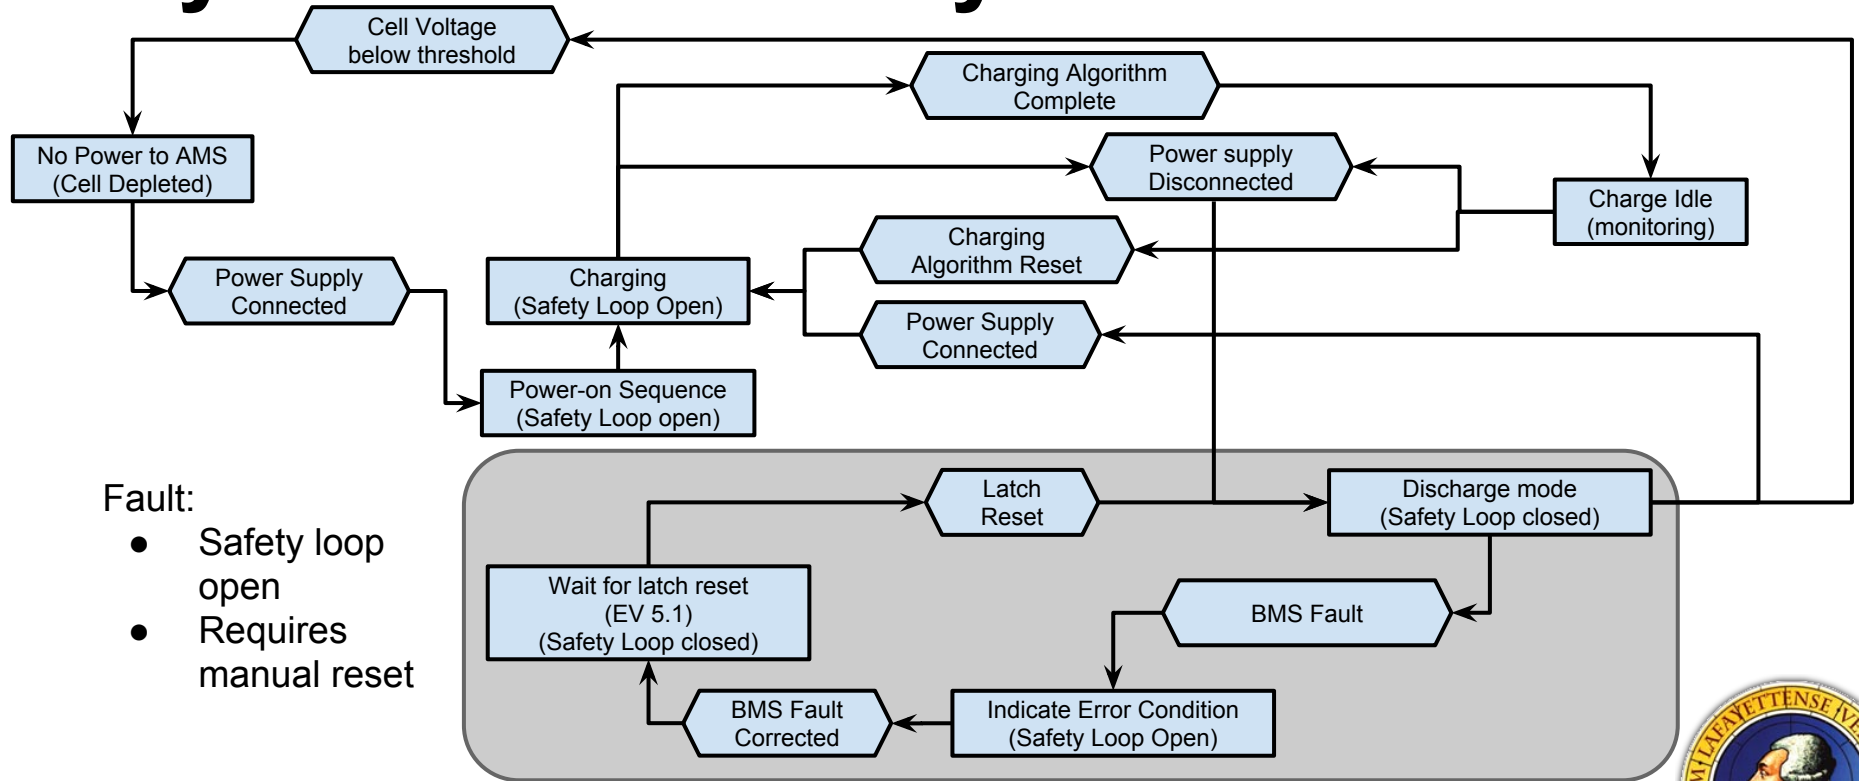 Cell Voltage
below threshold
Charging Algorithm
Complete
No Power to AMS
(Cell Depleted)
Power supply
Disconnected
Charge Idle
(monitoring)
Charging
Algorithm Reset
Power Supply
Connected
Charging
(Safety Loop Open)
Power Supply
Connected
Power-on Sequence
(Safety Loop open)
Fault:
● Safety loop
open
● Requires
manual reset
Latch
Reset
Discharge mode
(Safety Loop closed)
Wait for latch reset
(EV 5.1)
(Safety Loop closed)
BMS Fault
BMS Fault
Corrected
Indicate Error Condition
(Safety Loop Open)
LAFAYETTENSE